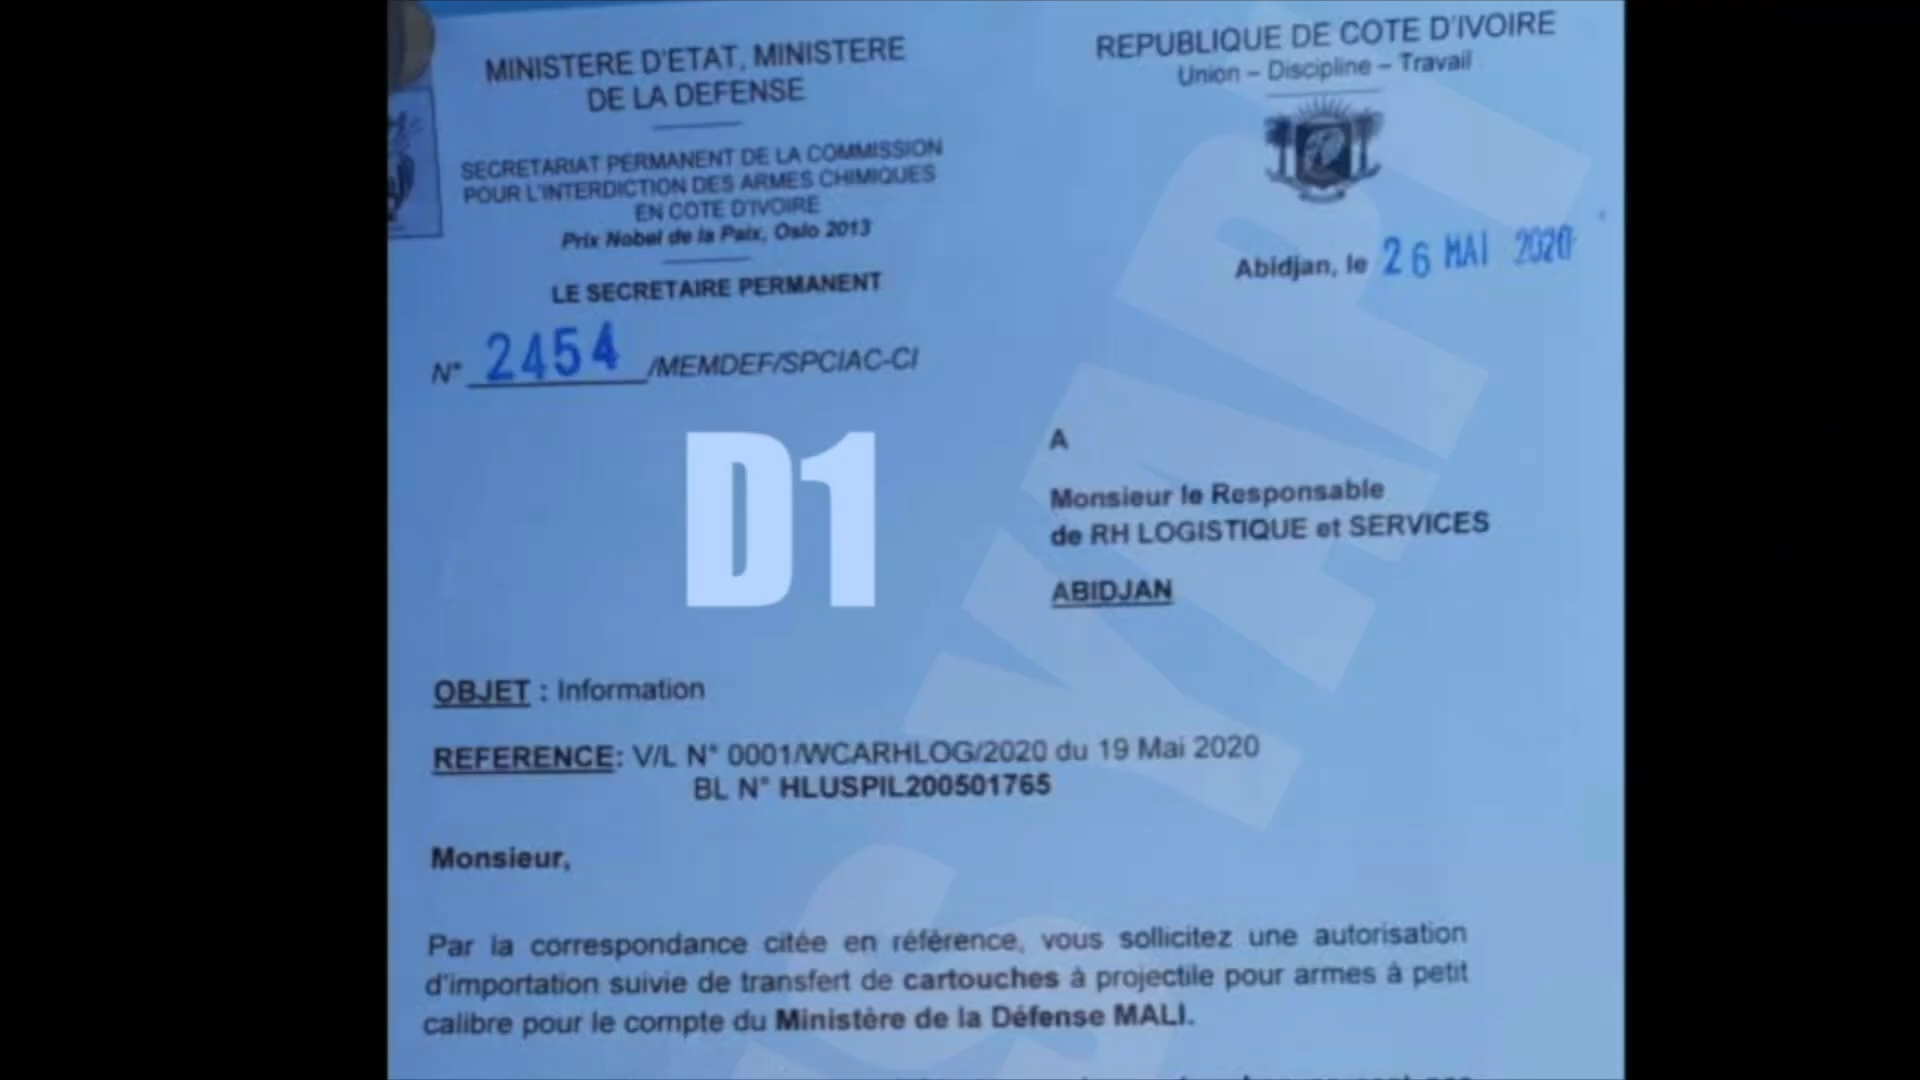 MINISTERE D'ETAT, MINISTERE
DE LA DEFENSE
SECRETARIAT PERMANENT DE LA COMMISSION
POUR L'INTERDICTION DES ARMES CHIMIQUES
EN COTE D'IVOIRE
Prix Nobel de la Paix, Oslo 2013
LE SECRETAIRE PERMANENT
N° 2454 /MEMDEF/SPCIAC-CI
REPUBLIQUE DE COTE D'IVOIRE
Union – Discipline – Travail
Abidjan, le 26 MAI 2020
D1
A
Monsieur le Responsable
de RH LOGISTIQUE et SERVICES
ABIDJAN
OBJET : Information
REFERENCE: V/L N° 0001/WCARHLOG/2020 du 19 Mai 2020
BL N° HLUSPIL200501765
Monsieur,
Par la correspondance citée en référence, vous sollicitez une autorisation
d'importation suivie de transfert de cartouches à projectile pour armes à petit
calibre pour le compte du Ministère de la Défense MALI.